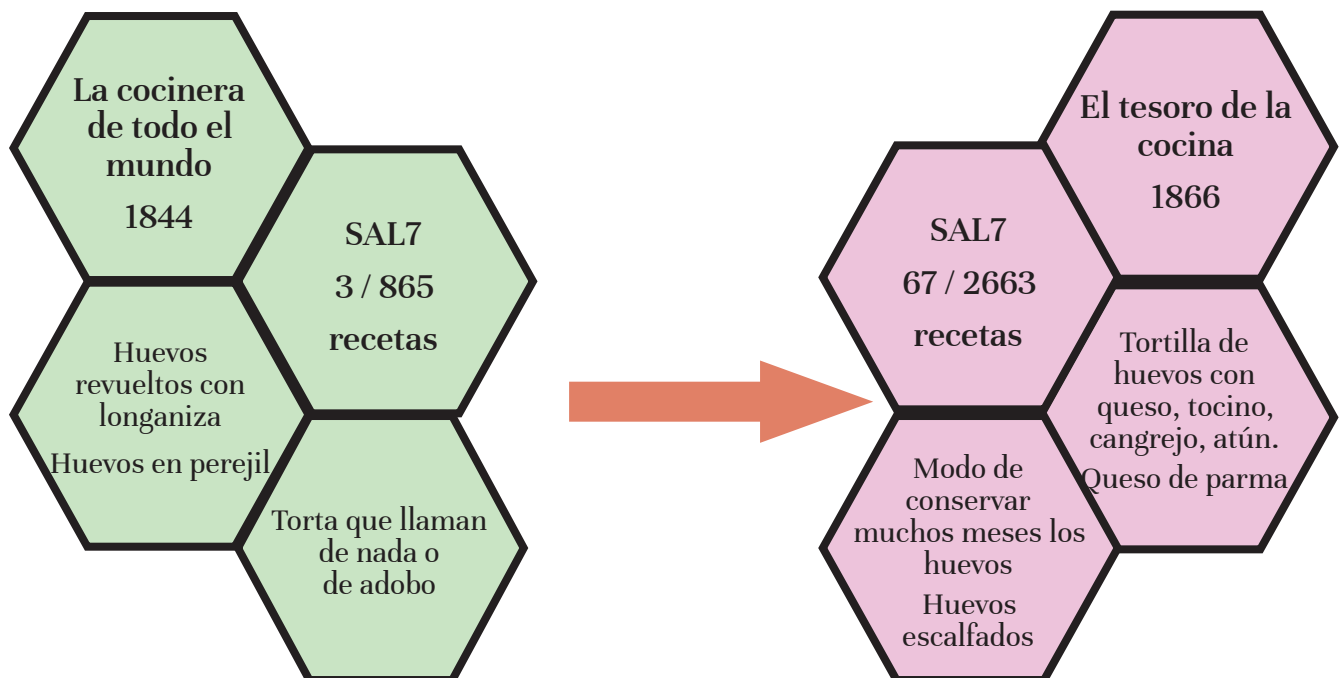 La cocinera
de todo el
mundo
1844
SAL7
3 / 865
recetas
Huevos
revueltos con
longaniza
Huevos en perejil
Torta que llaman
de nada o
de adobo
El tesoro de la
cocina
1866
SAL7
67 / 2663
recetas
Tortilla de
huevos con
queso, tocino,
cangrejo, atún.
Queso de parma
Modo de
conservar
muchos meses los
huevos
Huevos
escalfados